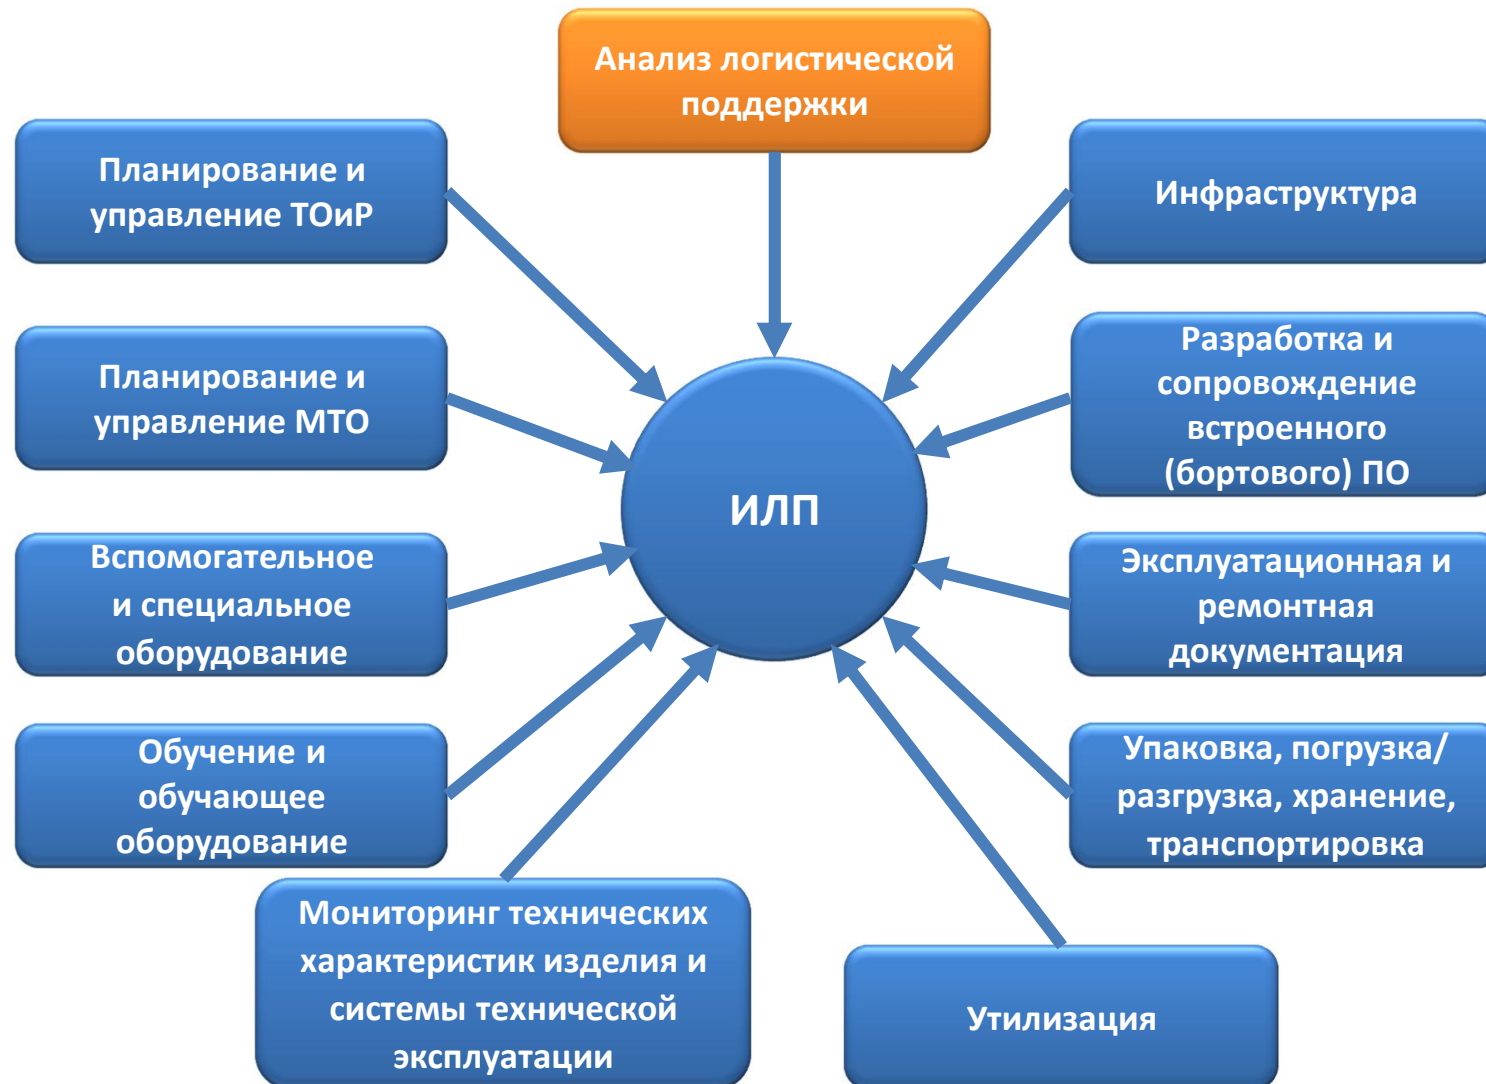 Анализ логистической
поддержки
Планирование и
управление ТОиР
Инфраструктура
Планирование и
управление МТО
Разработка и
сопровождение
встроенного
(бортового) ПО
ИЛП
Вспомогательное
и специальное
оборудование
Эксплуатационная и
ремонтная
документация
Обучение и
обучающее
оборудование
Упаковка, погрузка/
разгрузка, хранение,
транспортировка
Мониторинг технических
характеристик изделия и
системы технической
эксплуатации
Утилизация